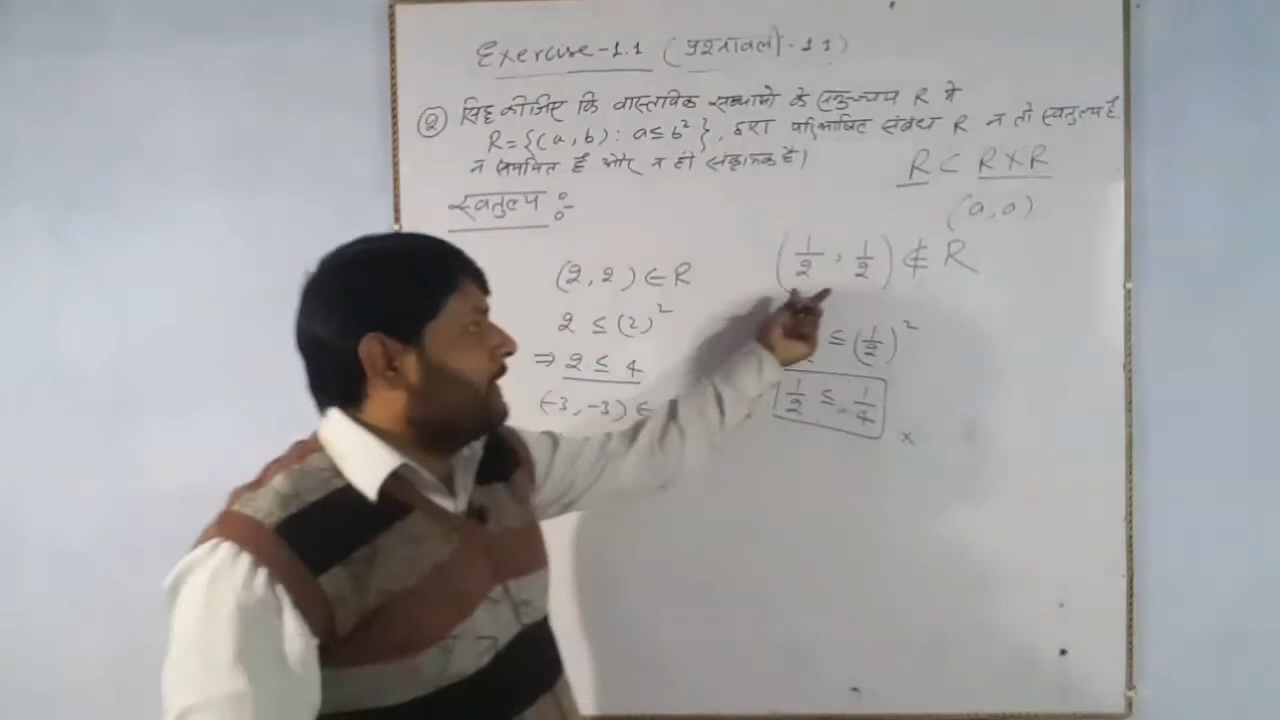 Exercise-1.1 (प्रश्नावली-1.1)
② सिद्ध कीजिए कि वास्तविक संख्याओं के समुच्चय R में
R={(a,b): a≤b²}, द्वारा परिभाषित संबंध R न तो स्वतुल्य है,
न सममित है और न ही संक्रामक है।
R ⊂ R×R
स्वतुल्य :-
(a,a)
(2,2) ∈ R
(1/2, 1/2) ∉ R
2 ≤ (2)²
≤ (1/2)²
⇒ 2 ≤ 4
1/2 ≤ 1/4
(-3,-3) ∈
×